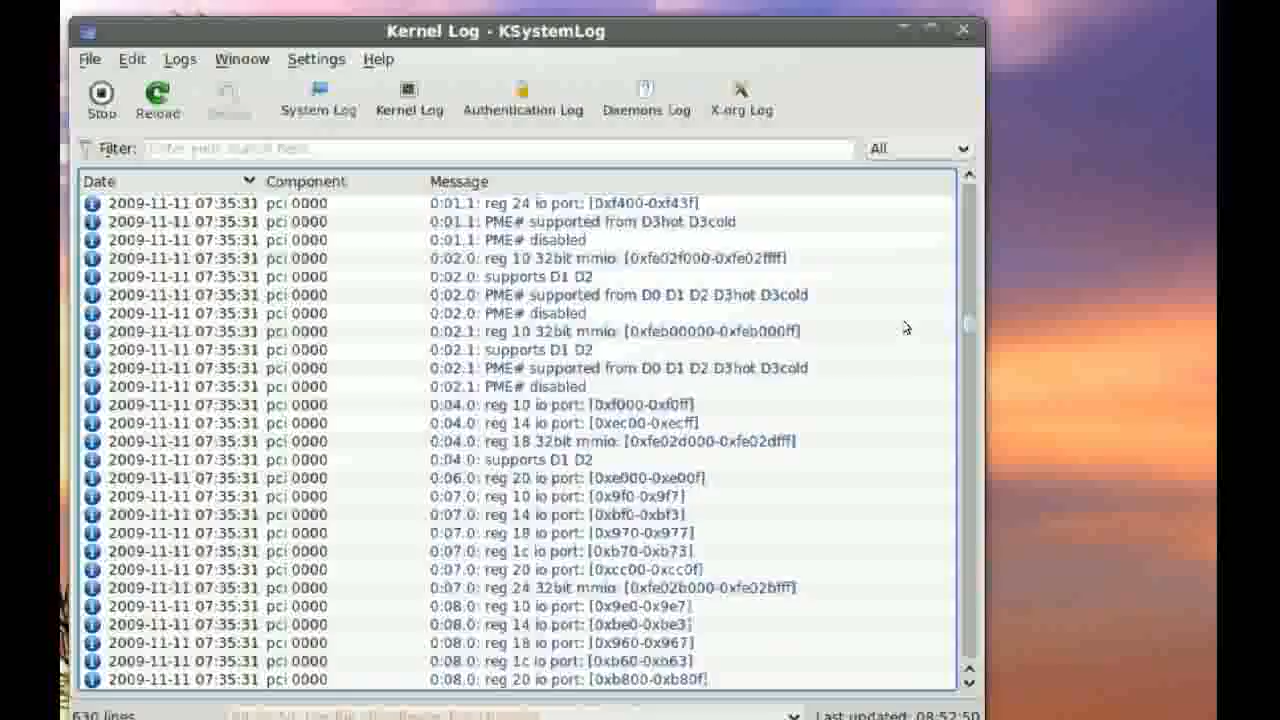 Kernel Log - KSystemLog
File Edit Logs Window Settings Help
Stop Reload System Log Kernel Log Authentication Log Daemons Log X.org Log
Filter: Enter your search here All
Date Component Message
2009-11-11 07:35:31 pci 0000 0:01.1: reg 24 io port: [0xf400-0xf43f]
2009-11-11 07:35:31 pci 0000 0:01.1: PME# supported from D3hot D3cold
2009-11-11 07:35:31 pci 0000 0:01.1: PME# disabled
2009-11-11 07:35:31 pci 0000 0:02.0: reg 10 32bit mmio: [0xfe02f000-0xfe02ffff]
2009-11-11 07:35:31 pci 0000 0:02.0: supports D1 D2
2009-11-11 07:35:31 pci 0000 0:02.0: PME# supported from D0 D1 D2 D3hot D3cold
2009-11-11 07:35:31 pci 0000 0:02.0: PME# disabled
2009-11-11 07:35:31 pci 0000 0:02.1: reg 10 32bit mmio: [0xfeb00000-0xfeb000ff]
2009-11-11 07:35:31 pci 0000 0:02.1: supports D1 D2
2009-11-11 07:35:31 pci 0000 0:02.1: PME# supported from D0 D1 D2 D3hot D3cold
2009-11-11 07:35:31 pci 0000 0:02.1: PME# disabled
2009-11-11 07:35:31 pci 0000 0:04.0: reg 10 io port: [0xf000-0xf0ff]
2009-11-11 07:35:31 pci 0000 0:04.0: reg 14 io port: [0xec00-0xecff]
2009-11-11 07:35:31 pci 0000 0:04.0: reg 18 32bit mmio: [0xfe02d000-0xfe02dfff]
2009-11-11 07:35:31 pci 0000 0:04.0: supports D1 D2
2009-11-11 07:35:31 pci 0000 0:06.0: reg 20 io port: [0xe000-0xe00f]
2009-11-11 07:35:31 pci 0000 0:07.0: reg 10 io port: [0x9f0-0x9f7]
2009-11-11 07:35:31 pci 0000 0:07.0: reg 14 io port: [0xbf0-0xbf3]
2009-11-11 07:35:31 pci 0000 0:07.0: reg 18 io port: [0x970-0x977]
2009-11-11 07:35:31 pci 0000 0:07.0: reg 1c io port: [0xb70-0xb73]
2009-11-11 07:35:31 pci 0000 0:07.0: reg 20 io port: [0xcc00-0xcc0f]
2009-11-11 07:35:31 pci 0000 0:07.0: reg 24 32bit mmio: [0xfe02b000-0xfe02bfff]
2009-11-11 07:35:31 pci 0000 0:08.0: reg 10 io port: [0x9e0-0x9e7]
2009-11-11 07:35:31 pci 0000 0:08.0: reg 14 io port: [0xbe0-0xbe3]
2009-11-11 07:35:31 pci 0000 0:08.0: reg 18 io port: [0x960-0x967]
2009-11-11 07:35:31 pci 0000 0:08.0: reg 1c io port: [0xb60-0xb63]
2009-11-11 07:35:31 pci 0000 0:08.0: reg 20 io port: [0xb800-0xb80f]
630 lines Last updated: 08:52:50